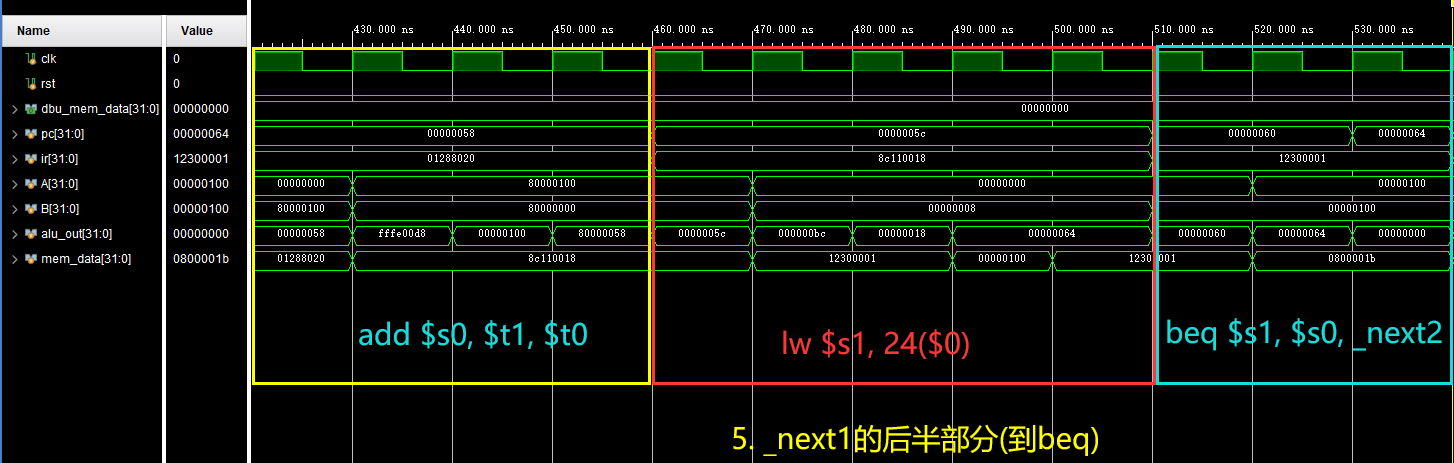 Name Value 430.000 ns 440.000 ns 450.000 ns 460.000 ns 470.000 ns 480.000 ns 490.000 ns 500.000 ns 510.000 ns 520.000 ns 530.000 ns
clk 0
rst 0
dbu_mem_data[31:0] 00000000 00000000
pc[31:0] 00000064 00000058 0000005c 00000060 00000064
ir[31:0] 12300001 01288020 8c110018 12300001
A[31:0] 00000100 00000000 80000100 00000000 00000100
B[31:0] 00000100 80000100 80000000 00000008 00000100
alu_out[31:0] 00000000 00000058 fffe00d8 00000100 80000058 0000005c 000000bc 00000018 00000064 00000060 00000064 00000000
mem_data[31:0] 0800001b 01288020 8c110018 12300001 00000100 12300001 0800001b
add $s0, $t1, $t0 lw $s1, 24($0) beq $s1, $s0, _next2
5. _next1的后半部分(到beq)